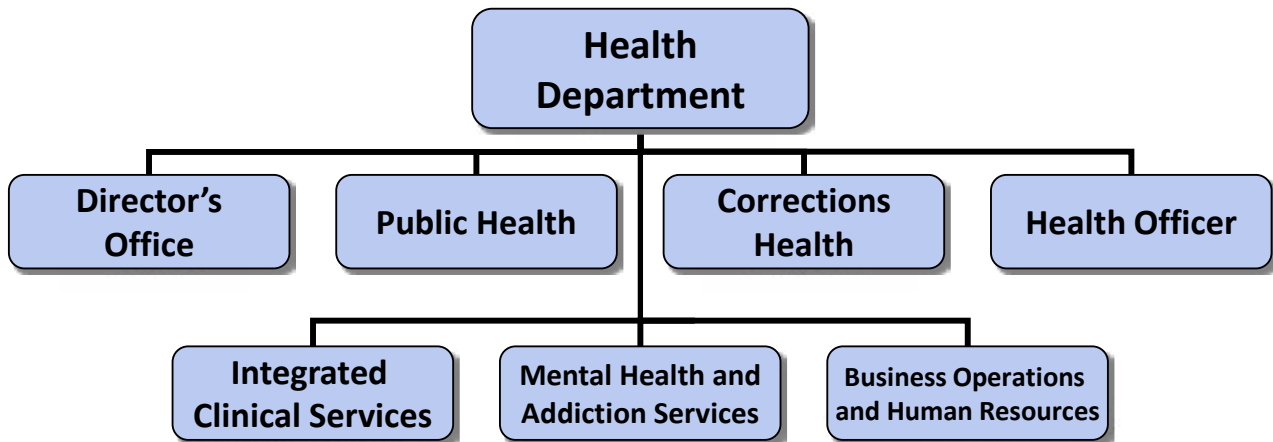 Health
Department
Director’s
Office
Public Health
Corrections
Health
Health Officer
Integrated
Clinical Services
Mental Health and
Addiction Services
Business Operations
and Human Resources